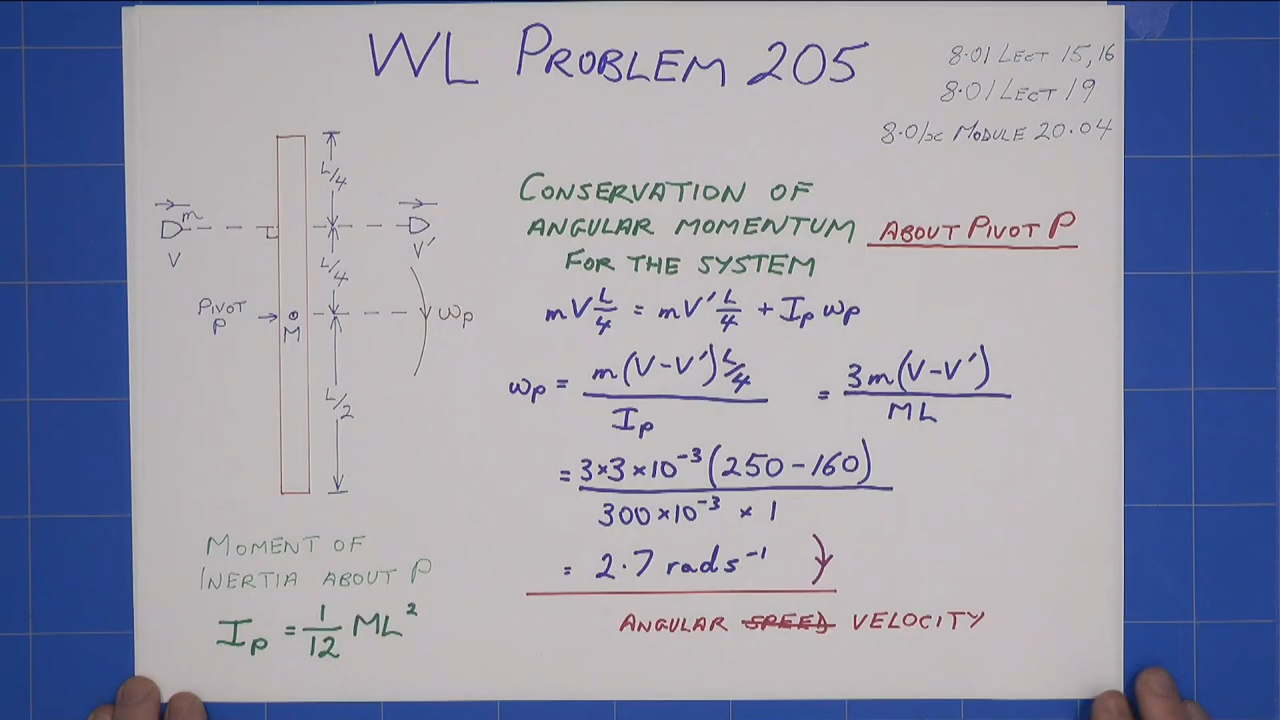 WL PROBLEM 205
8.01 LECT 15,16
8.01 LECT 19
8.01x MODULE 20.04
L/4
m
V
V'
L/4
PIVOT
P
M
ωp
L/2
MOMENT OF
INERTIA ABOUT P
Ip = 1/12 ML²
CONSERVATION OF
ANGULAR MOMENTUM ABOUT PIVOT P
FOR THE SYSTEM
mV L/4 = mV' L/4 + Ip ωp
ωp = m(V-V') L/4 / Ip = 3m(V-V') / ML
= 3×3×10⁻³(250-160) / 300×10⁻³ × 1
= 2.7 rad s⁻¹
ANGULAR SPEED VELOCITY